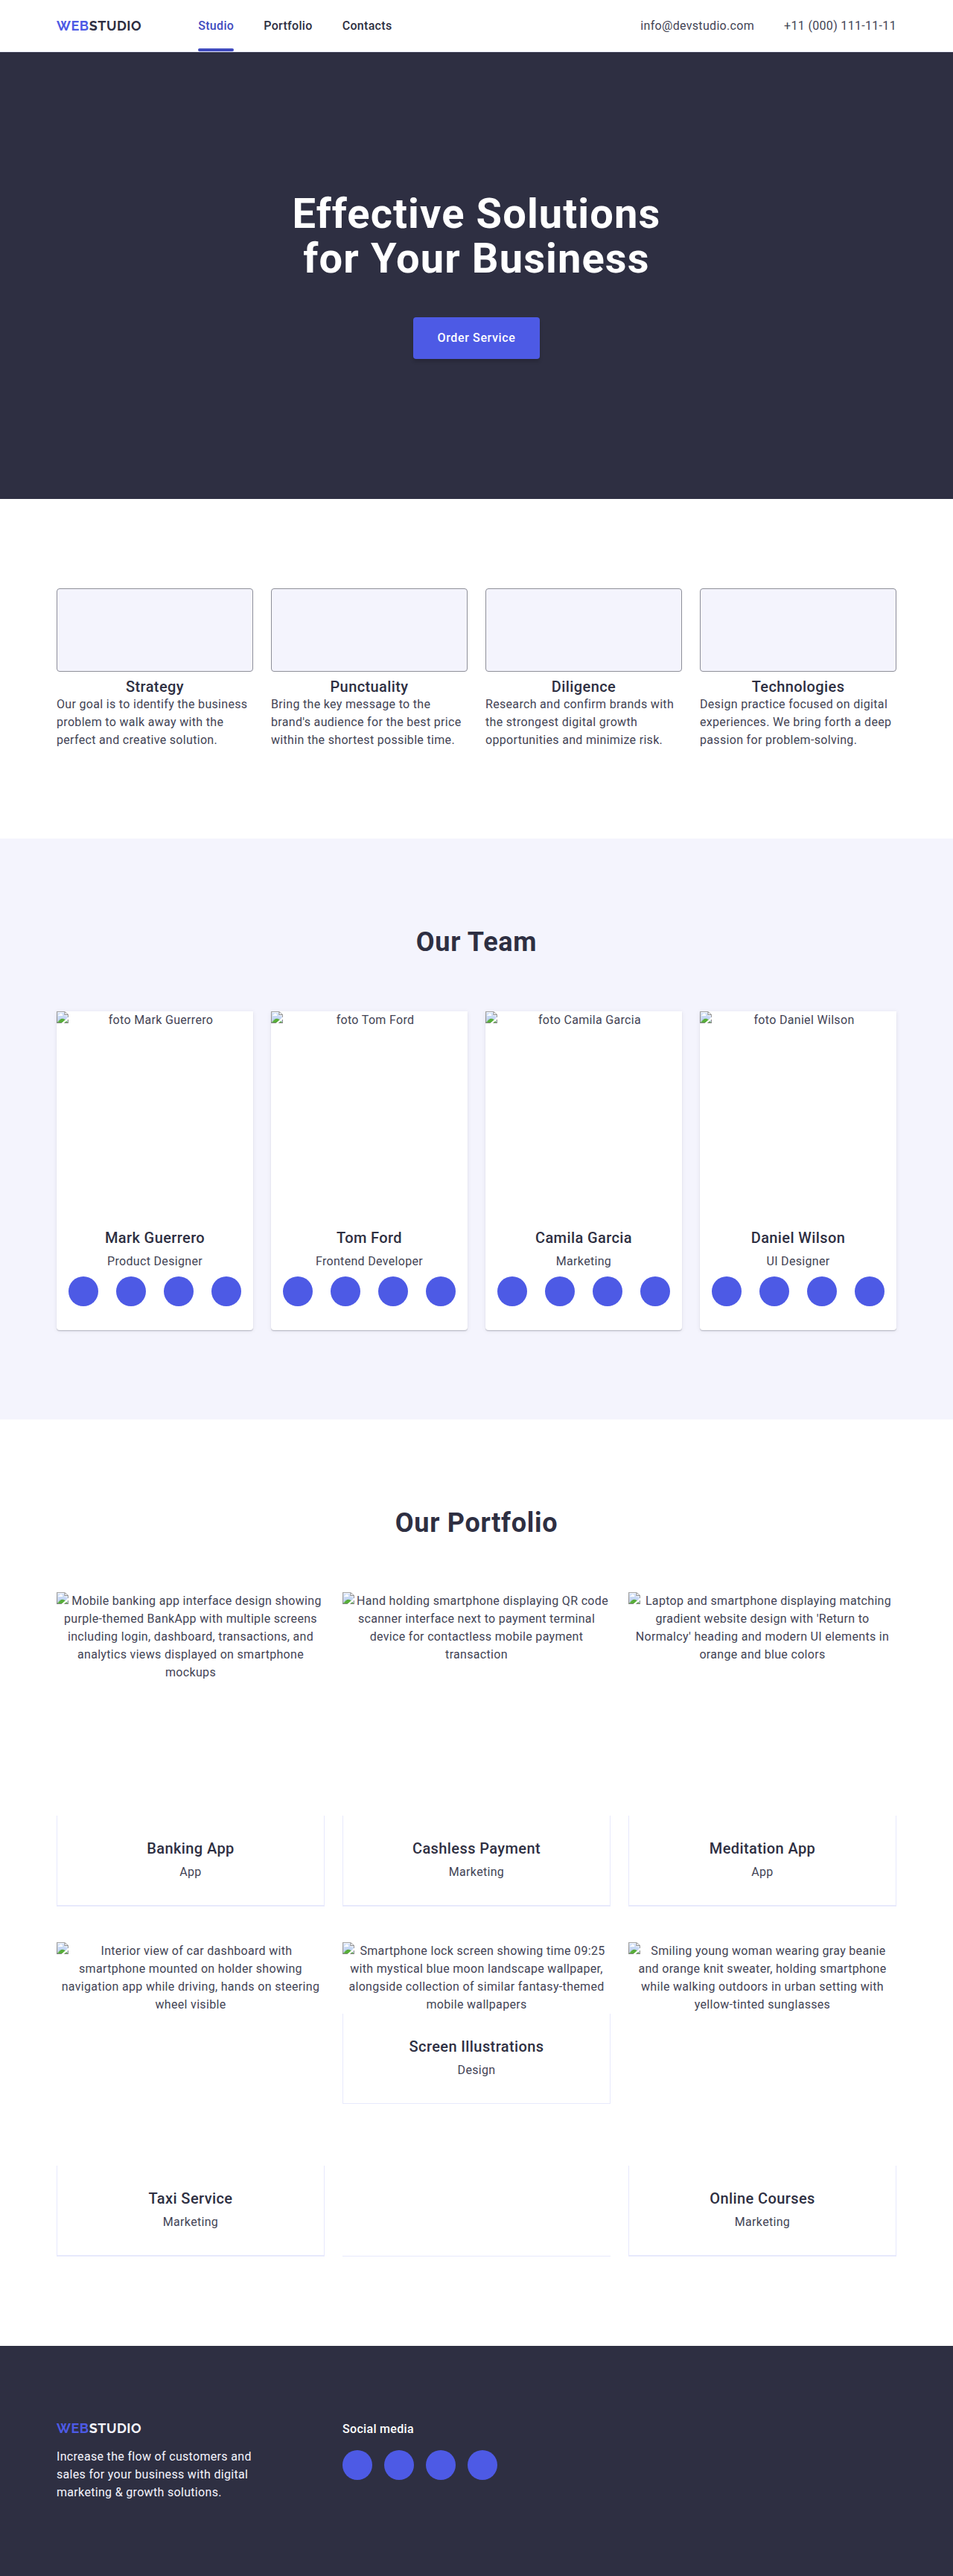 WEBSTUDIO
Studio
Portfolio
Contacts
info@devstudio.com
+11 (000) 111-11-11
Effective Solutions
for Your Business
Order Service
Strategy
Our goal is to identify the business
problem to walk away with the
perfect and creative solution.
Punctuality
Bring the key message to the
brand's audience for the best price
within the shortest possible time.
Diligence
Research and confirm brands with
the strongest digital growth
opportunities and minimize risk.
Technologies
Design practice focused on digital
experiences. We bring forth a deep
passion for problem-solving.
Our Team
foto Mark Guerrero
Mark Guerrero
Product Designer
foto Tom Ford
Tom Ford
Frontend Developer
foto Camila Garcia
Camila Garcia
Marketing
foto Daniel Wilson
Daniel Wilson
UI Designer
Our Portfolio
Mobile banking app interface design showing
purple-themed BankApp with multiple screens
including login, dashboard, transactions, and
analytics views displayed on smartphone
mockups
Banking App
App
Hand holding smartphone displaying QR code
scanner interface next to payment terminal
device for contactless mobile payment
transaction
Cashless Payment
Marketing
Laptop and smartphone displaying matching
gradient website design with 'Return to
Normalcy' heading and modern UI elements in
orange and blue colors
Meditation App
App
Interior view of car dashboard with
smartphone mounted on holder showing
navigation app while driving, hands on steering
wheel visible
Taxi Service
Marketing
Smartphone lock screen showing time 09:25
with mystical blue moon landscape wallpaper,
alongside collection of similar fantasy-themed
mobile wallpapers
Screen Illustrations
Design
Smiling young woman wearing gray beanie
and orange knit sweater, holding smartphone
while walking outdoors in urban setting with
yellow-tinted sunglasses
Online Courses
Marketing
WEBSTUDIO
Increase the flow of customers and
sales for your business with digital
marketing & growth solutions.
Social media